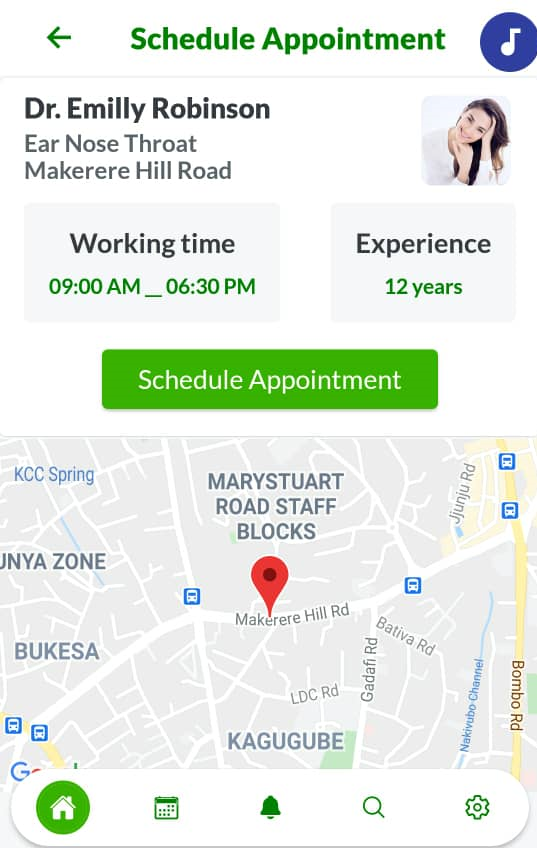 Schedule Appointment
Dr. Emilly Robinson
Ear Nose Throat
Makerere Hill Road
Working time
09:00 AM __ 06:30 PM
Experience
12 years
Schedule Appointment
KCC Spring
MARYSTUART
ROAD STAFF
BLOCKS
Jjunju Rd
UNYA ZONE
Makerere Hill Rd
Bativa Rd
BUKESA
Gadafi Rd
LDC Rd
Nakivubo Channel
Bombo Rd
KAGUGUBE